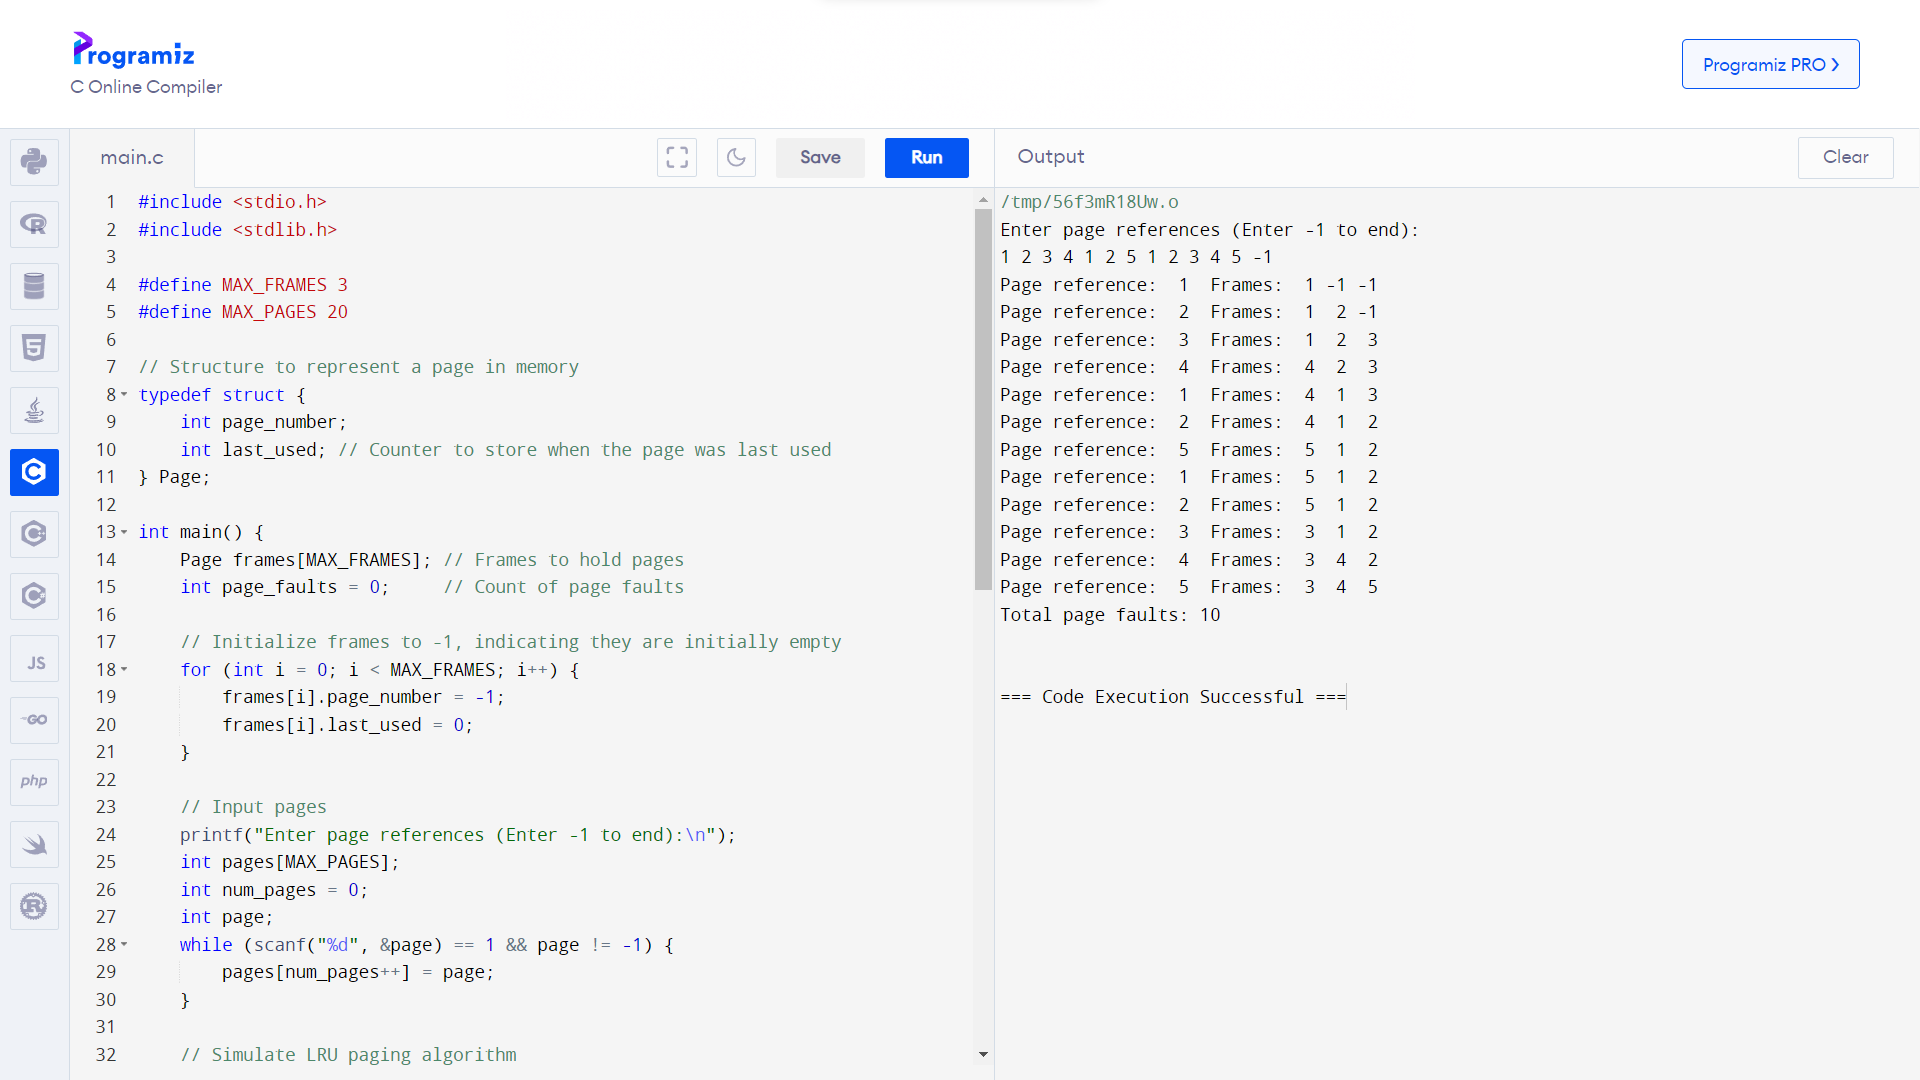 Programiz
C Online Compiler
Programiz PRO
main.c
Save
Run
Output
Clear
1 #include <stdio.h>
2 #include <stdlib.h>
3
4 #define MAX_FRAMES 3
5 #define MAX_PAGES 20
6
7 // Structure to represent a page in memory
8 typedef struct {
9     int page_number;
10     int last_used; // Counter to store when the page was last used
11 } Page;
12
13 int main() {
14     Page frames[MAX_FRAMES]; // Frames to hold pages
15     int page_faults = 0;     // Count of page faults
16
17     // Initialize frames to -1, indicating they are initially empty
18     for (int i = 0; i < MAX_FRAMES; i++) {
19         frames[i].page_number = -1;
20         frames[i].last_used = 0;
21     }
22
23     // Input pages
24     printf("Enter page references (Enter -1 to end):\n");
25     int pages[MAX_PAGES];
26     int num_pages = 0;
27     int page;
28     while (scanf("%d", &page) == 1 && page != -1) {
29         pages[num_pages++] = page;
30     }
31
32     // Simulate LRU paging algorithm
/tmp/56f3mR18Uw.o
Enter page references (Enter -1 to end):
1 2 3 4 1 2 5 1 2 3 4 5 -1
Page reference:  1  Frames:  1 -1 -1
Page reference:  2  Frames:  1  2 -1
Page reference:  3  Frames:  1  2  3
Page reference:  4  Frames:  4  2  3
Page reference:  1  Frames:  4  1  3
Page reference:  2  Frames:  4  1  2
Page reference:  5  Frames:  5  1  2
Page reference:  1  Frames:  5  1  2
Page reference:  2  Frames:  5  1  2
Page reference:  3  Frames:  3  1  2
Page reference:  4  Frames:  3  4  2
Page reference:  5  Frames:  3  4  5
Total page faults: 10
=== Code Execution Successful ===
R
5
C
C
C
JS
GO
php
R